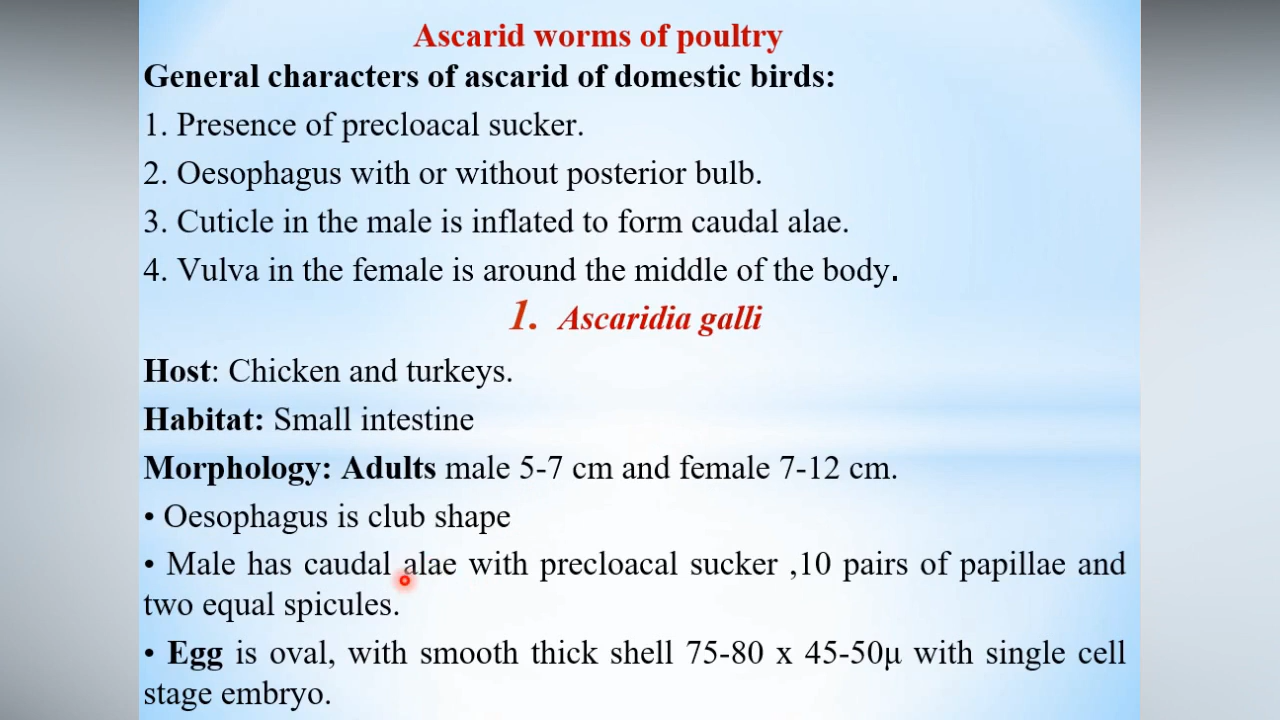 Ascarid worms of poultry
General characters of ascarid of domestic birds:
1. Presence of precloacal sucker.
2. Oesophagus with or without posterior bulb.
3. Cuticle in the male is inflated to form caudal alae.
4. Vulva in the female is around the middle of the body.
1. Ascaridia galli
Host: Chicken and turkeys.
Habitat: Small intestine
Morphology: Adults male 5-7 cm and female 7-12 cm.
• Oesophagus is club shape
• Male has caudal alae with precloacal sucker ,10 pairs of papillae and
two equal spicules.
• Egg is oval, with smooth thick shell 75-80 x 45-50μ with single cell
stage embryo.